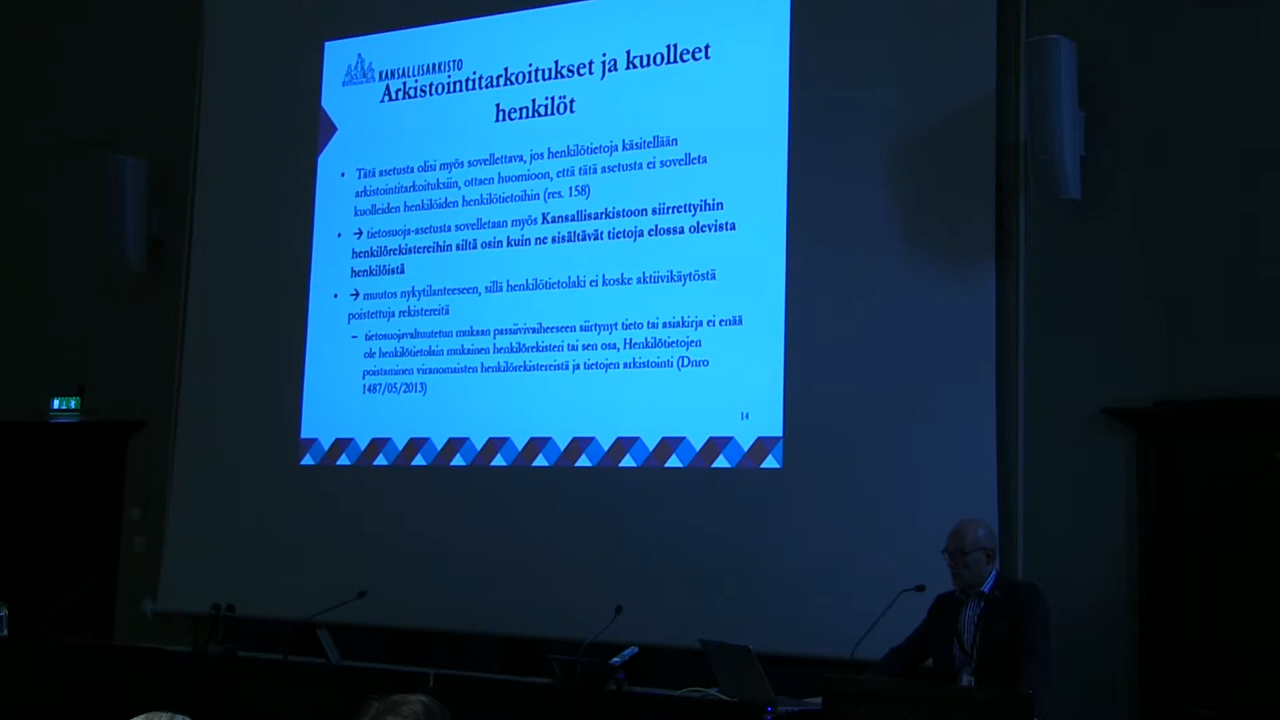 KANSALLISARKISTO
Arkistointitarkoitukset ja kuolleet
henkilöt
• Tätä asetusta olisi myös sovellettava, jos henkilötietoja käsitellään
arkistointitarkoituksiin, ottaen huomioon, että tätä asetusta ei sovelleta
kuolleiden henkilöiden henkilötietoihin (res. 158)
• → tietosuoja-asetusta sovelletaan myös Kansallisarkistoon siirrettyihin
henkilörekistereihin siltä osin kuin ne sisältävät tietoja elossa olevista
henkilöistä
• → muutos nykytilanteeseen, sillä henkilötietolaki ei koske aktiivikäytöstä
poistettuja rekistereitä
– tietosuojavaltuutetun mukaan passiivivaiheeseen siirtynyt tieto tai asiakirja ei enää
ole henkilötietolain mukainen henkilörekisteri tai sen osa, Henkilötietojen
poistaminen viranomaisten henkilörekistereistä ja tietojen arkistointi (Dnro
1487/05/2013)
14